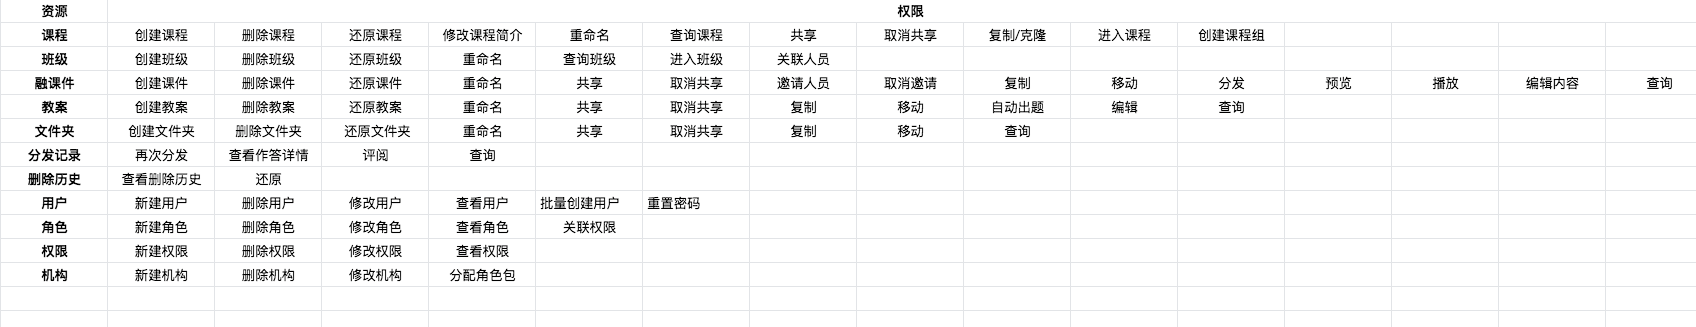 资源 权限
课程 创建课程 删除课程 还原课程 修改课程简介 重命名 查询课程 共享 取消共享 复制/克隆 进入课程 创建课程组
班级 创建班级 删除班级 还原班级 重命名 查询班级 进入班级 关联人员
融课件 创建课件 删除课件 还原课件 重命名 共享 取消共享 邀请人员 取消邀请 复制 移动 分发 预览 播放 编辑内容 查询
教案 创建教案 删除教案 还原教案 重命名 共享 取消共享 复制 移动 自动出题 编辑 查询
文件夹 创建文件夹 删除文件夹 还原文件夹 重命名 共享 取消共享 复制 移动 查询
分发记录 再次分发 查看作答详情 评阅 查询
删除历史 查看删除历史 还原
用户 新建用户 删除用户 修改用户 查看用户 批量创建用户 重置密码
角色 新建角色 删除角色 修改角色 查看角色 关联权限
权限 新建权限 删除权限 修改权限 查看权限
机构 新建机构 删除机构 修改机构 分配角色包